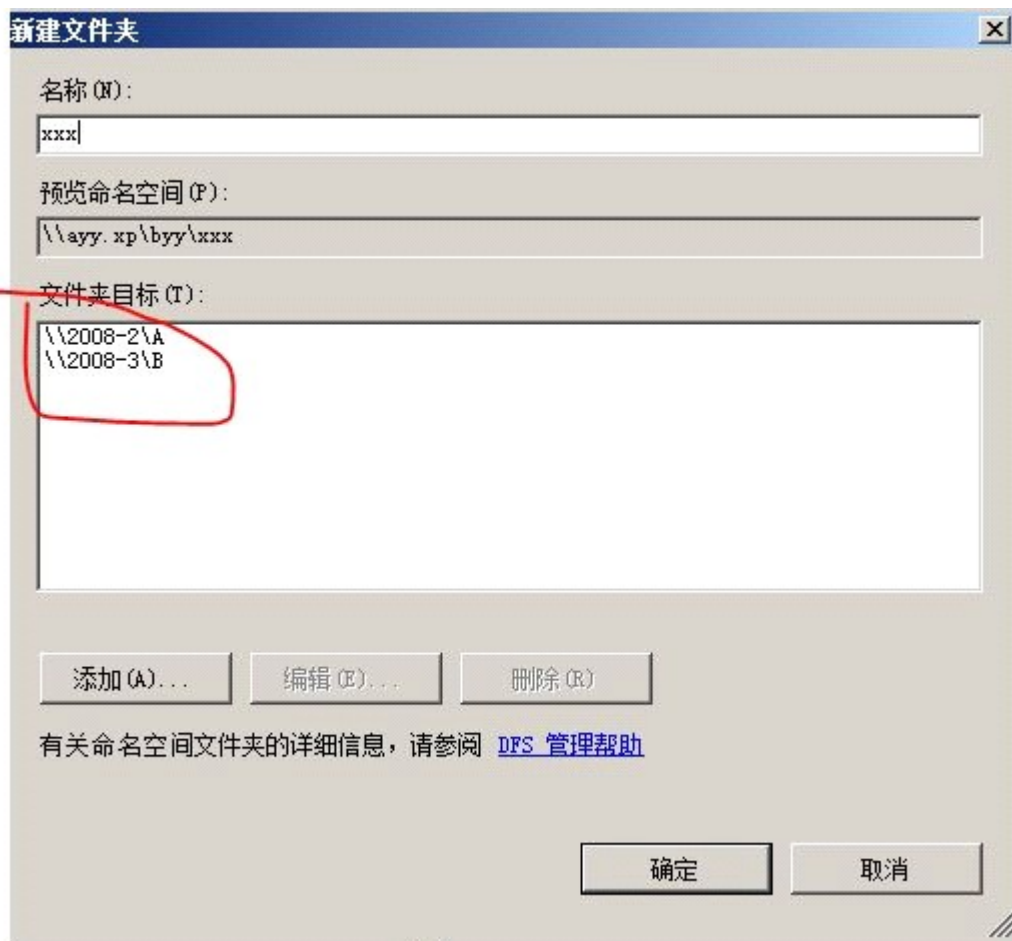 新建文件夹
名称(N):
xxx
预览命名空间(P):
\\ayy.xp\byy\xxx
文件夹目标(T):
\\2008-2\A
\\2008-3\B
添加(A)... 编辑(E)... 删除(R)
有关命名空间文件夹的详细信息，请参阅 DFS 管理帮助
确定 取消